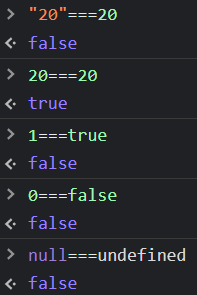 "20"===20
false
20===20
true
1===true
false
0===false
false
null===undefined
false